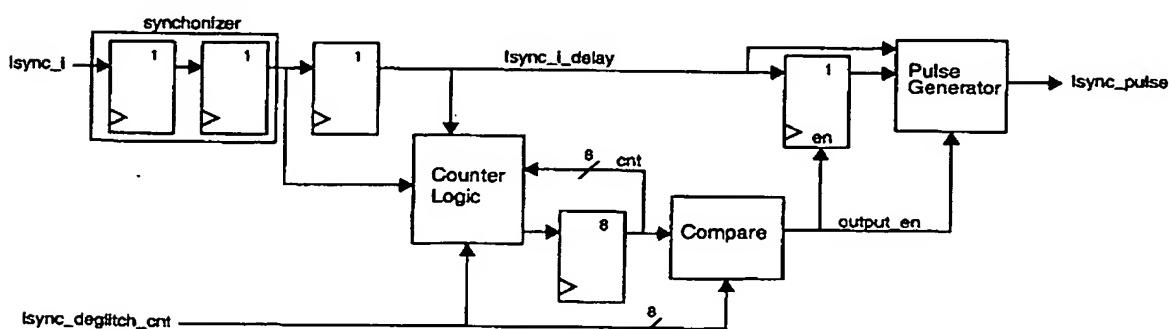 synchonizer
lsync_i
1
1
1
lsync_i_delay
1
en
Pulse
Generator
lsync_pulse
Counter
Logic
8
cnt
8
Compare
output_en
lsync_deglitch_cnt
8